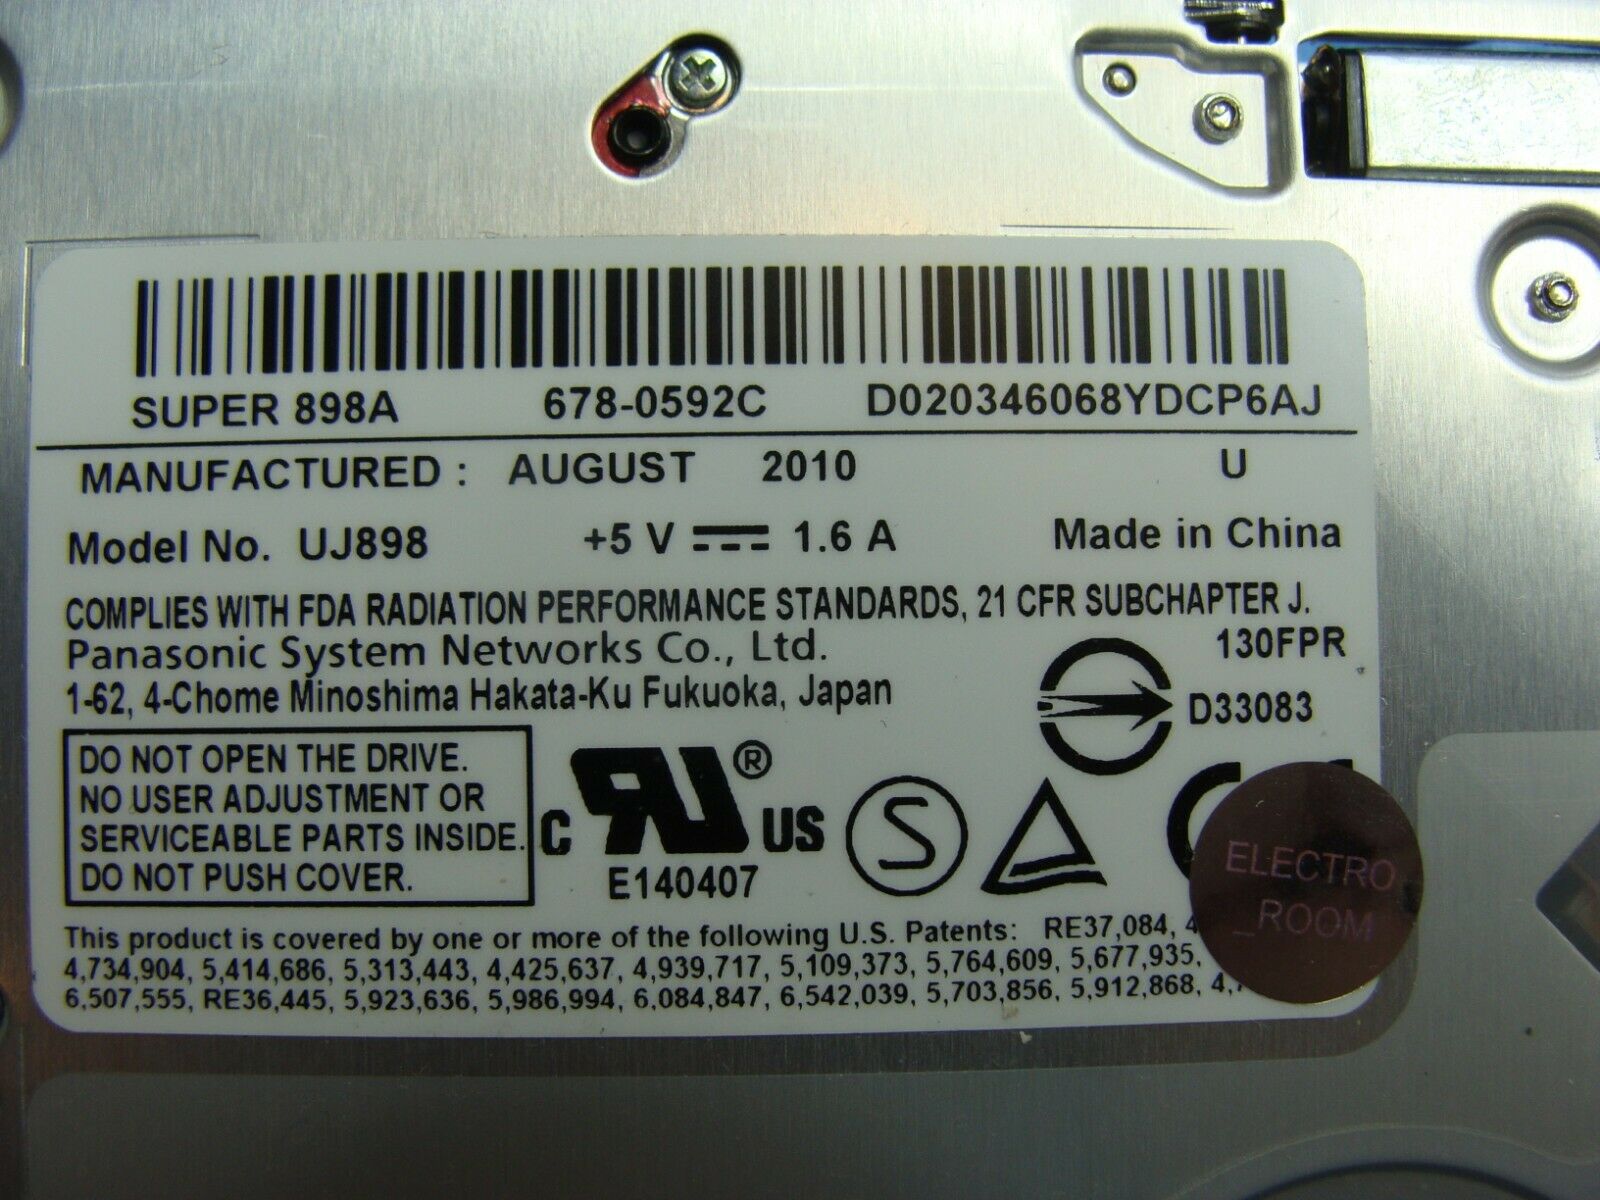 SUPER 898A 678-0592C D020346068YDCP6AJ
MANUFACTURED : AUGUST 2010 U
Model No. UJ898 +5 V 1.6 A Made in China
COMPLIES WITH FDA RADIATION PERFORMANCE STANDARDS, 21 CFR SUBCHAPTER J.
Panasonic System Networks Co., Ltd. 130FPR
1-62, 4-Chome Minoshima Hakata-Ku Fukuoka, Japan D33083
DO NOT OPEN THE DRIVE.
NO USER ADJUSTMENT OR
SERVICEABLE PARTS INSIDE.
DO NOT PUSH COVER.
C RU ® US
E140407
S
ELECTRO
_ROOM
This product is covered by one or more of the following U.S. Patents: RE37,084,
4,734,904, 5,414,686, 5,313,443, 4,425,637, 4,939,717, 5,109,373, 5,764,609, 5,677,935,
6,507,555, RE36,445, 5,923,636, 5,986,994, 6,084,847, 6,542,039, 5,703,856, 5,912,868,